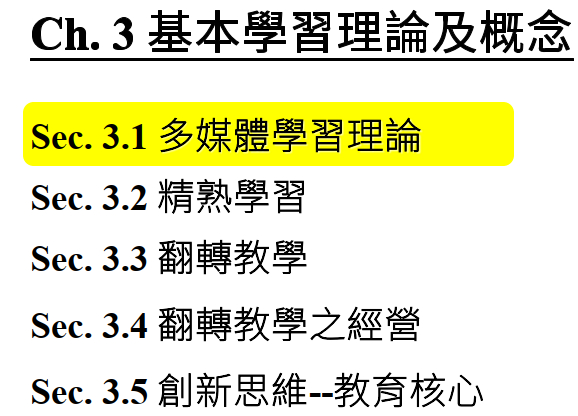 Ch. 3 基本學習理論及概念
Sec. 3.1 多媒體學習理論
Sec. 3.2 精熟學習
Sec. 3.3 翻轉教學
Sec. 3.4 翻轉教學之經營
Sec. 3.5 創新思維--教育核心